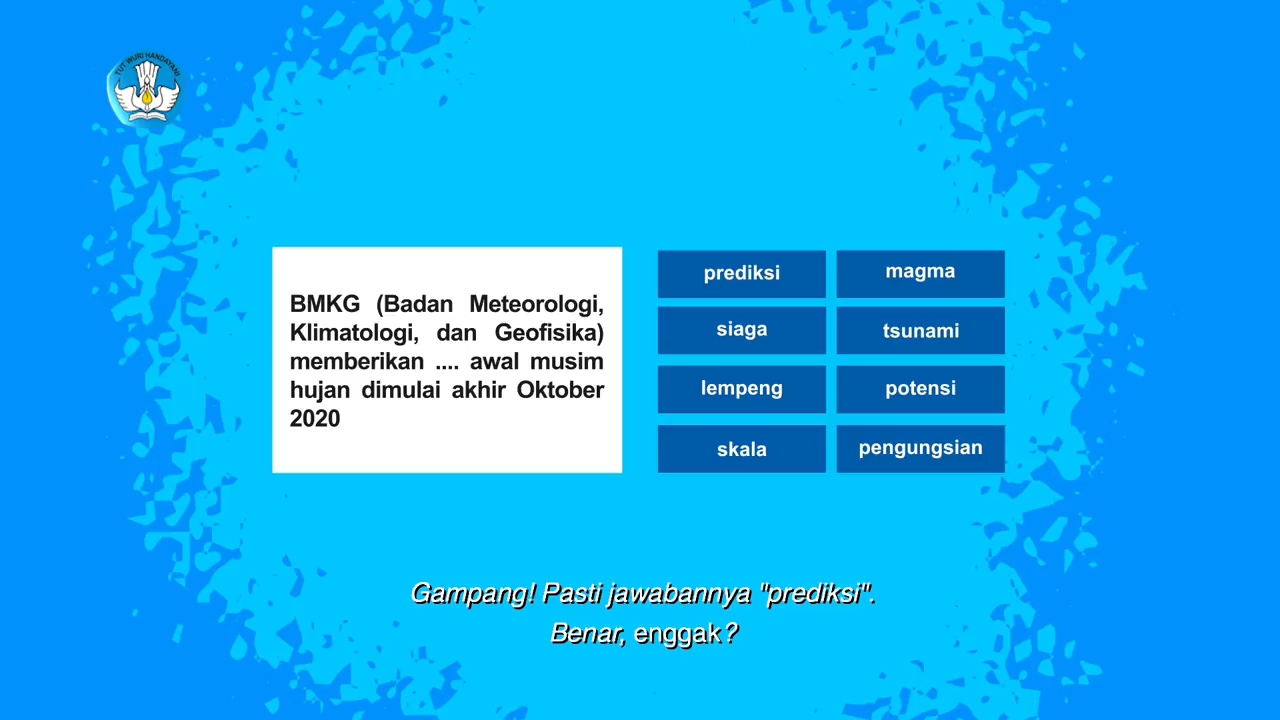 TUT WURI HANDAYANI
BMKG (Badan Meteorologi,
Klimatologi, dan Geofisika)
memberikan .... awal musim
hujan dimulai akhir Oktober
2020
prediksi
magma
siaga
tsunami
lempeng
potensi
skala
pengungsian
Gampang! Pasti jawabannya "prediksi".
Benar, enggak?